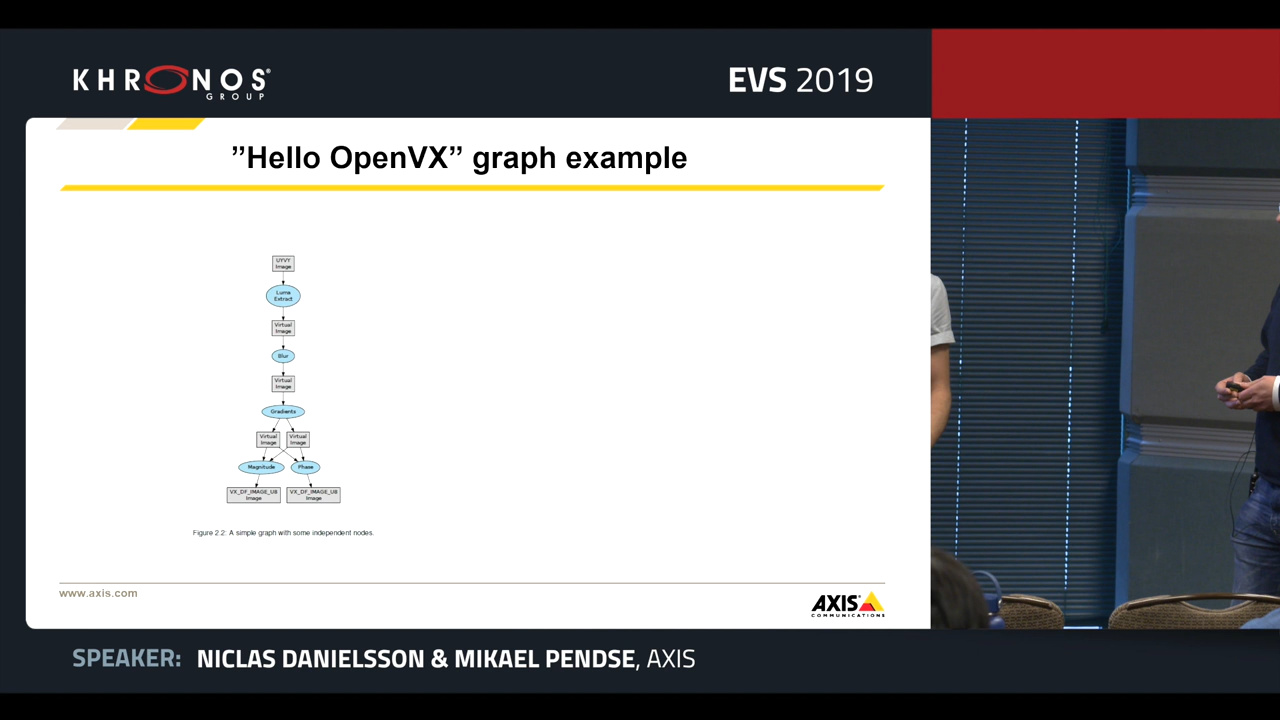 KHRONOS
GROUP
EVS 2019
”Hello OpenVX” graph example
UYVY
Image
Luma
Extract
Virtual
Image
Blur
Virtual
Image
Gradients
Virtual
Image
Virtual
Image
Magnitude
Phase
VX_DF_IMAGE_U8
Image
VX_DF_IMAGE_U8
Image
Figure 2.2: A simple graph with some independent nodes.
www.axis.com
AXIS
COMMUNICATIONS
SPEAKER: NICLAS DANIELSSON & MIKAEL PENDSE, AXIS